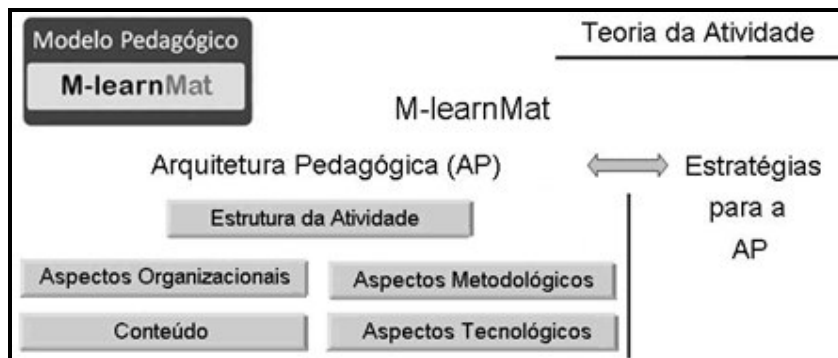 Modelo Pedagógico
M-learnMat
Teoria da Atividade
M-learnMat
Arquitetura Pedagógica (AP)
Estratégias
para a
AP
Estrutura da Atividade
Aspectos Organizacionais
Aspectos Metodológicos
Conteúdo
Aspectos Tecnológicos